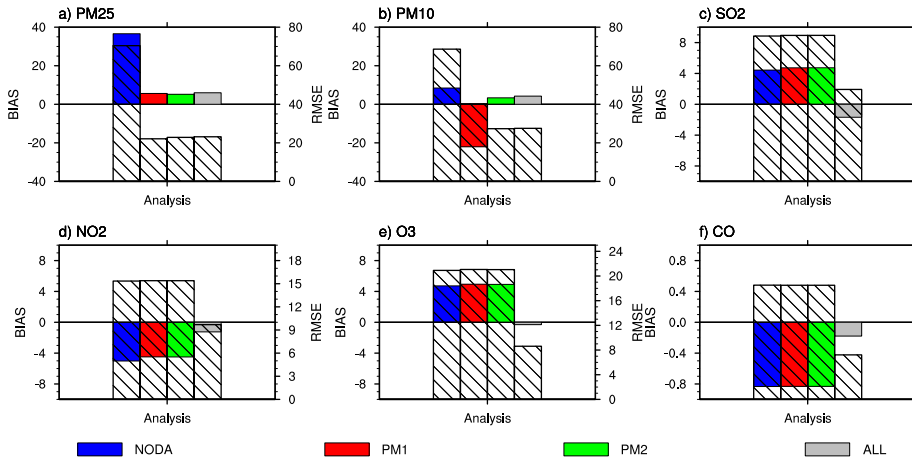 a) PM25
b) PM10
c) SO2
40
20
0
-20
-40
BIAS
80
60
40
20
0
RMSE
Analysis
40
20
0
-20
-40
BIAS
80
60
40
20
0
RMSE
Analysis
8
4
0
-4
-8
BIAS
Analysis
d) NO2
e) O3
f) CO
8
4
0
-4
-8
BIAS
18
15
12
9
6
3
0
RMSE
Analysis
8
4
0
-4
-8
BIAS
24
20
16
12
8
4
0
RMSE
Analysis
0.8
0.4
0.0
-0.4
-0.8
BIAS
Analysis
NODA
PM1
PM2
ALL